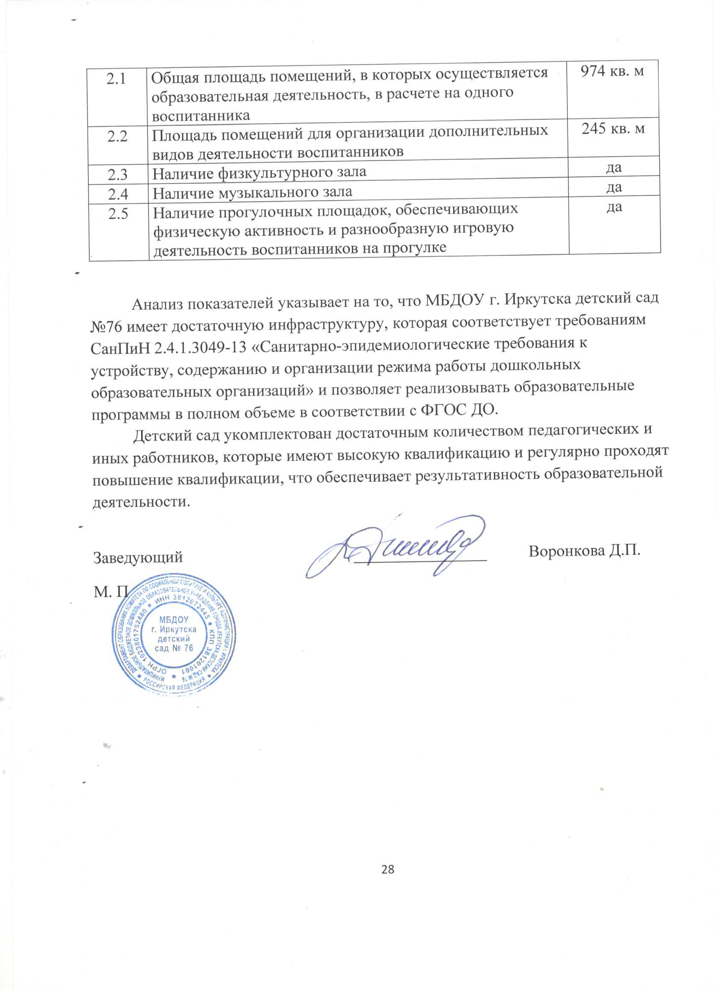 2.1 Общая площадь помещений, в которых осуществляется 974 кв. м
образовательная деятельность, в расчете на одного
воспитанника
2.2 Площадь помещений для организации дополнительных 245 кв. м
видов деятельности воспитанников
2.3 Наличие физкультурного зала да
2.4 Наличие музыкального зала да
2.5 Наличие прогулочных площадок, обеспечивающих да
физическую активность и разнообразную игровую
деятельность воспитанников на прогулке
Анализ показателей указывает на то, что МБДОУ г. Иркутска детский сад
№76 имеет достаточную инфраструктуру, которая соответствует требованиям
СанПиН 2.4.1.3049-13 «Санитарно-эпидемиологические требования к
устройству, содержанию и организации режима работы дошкольных
образовательных организаций» и позволяет реализовывать образовательные
программы в полном объеме в соответствии с ФГОС ДО.
Детский сад укомплектован достаточным количеством педагогических и
иных работников, которые имеют высокую квалификацию и регулярно проходят
повышение квалификации, что обеспечивает результативность образовательной
деятельности.
Заведующий Воронкова Д.П.
М. П
ДЕПАРТАМЕНТ ОБРАЗОВАНИЯ КОМИТЕТА ПО СОЦИАЛЬНОЙ ПОЛИТИКЕ И КУЛЬТУРЕ АДМИНИСТРАЦИИ г. ИРКУТСКА
РОССИЙСКАЯ ФЕДЕРАЦИЯ
МУНИЦИПАЛЬНОЕ БЮДЖЕТНОЕ ДОШКОЛЬНОЕ ОБРАЗОВАТЕЛЬНОЕ УЧРЕЖДЕНИЕ ГОРОДА ИРКУТСКА ДЕТСКИЙ САД № 76
ОГРН 1023801752480 * ИНН 3812072445 * КПП 381201001
МБДОУ
г. Иркутска
детский
сад № 76
28